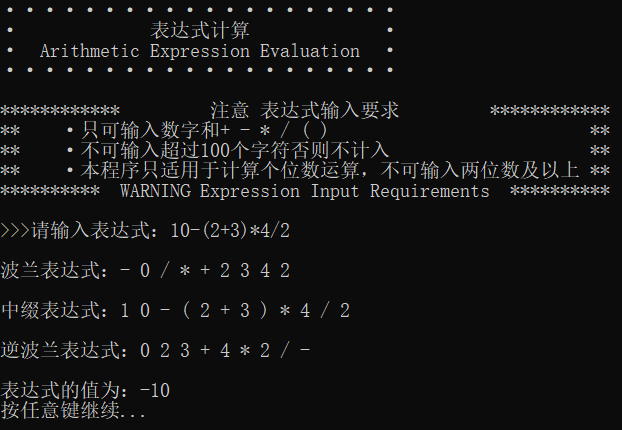 表达式计算
Arithmetic Expression Evaluation
************ 注意 表达式输入要求 ************
** ·只可输入数字和+ - * / ( ) **
** ·不可输入超过100个字符否则不计入 **
** ·本程序只适用于计算个位数运算，不可输入两位数及以上 **
********** WARNING Expression Input Requirements **********
>>>请输入表达式：10-(2+3)*4/2
波兰表达式：- 0 / * + 2 3 4 2
中缀表达式：1 0 - ( 2 + 3 ) * 4 / 2
逆波兰表达式：0 2 3 + 4 * 2 / -
表达式的值为：-10
按任意键继续...